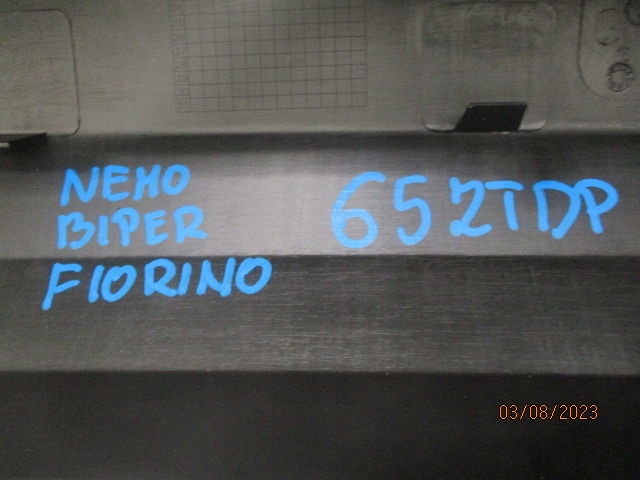 NEMO
BIPER
FIORINO
652TDP
03/08/2023